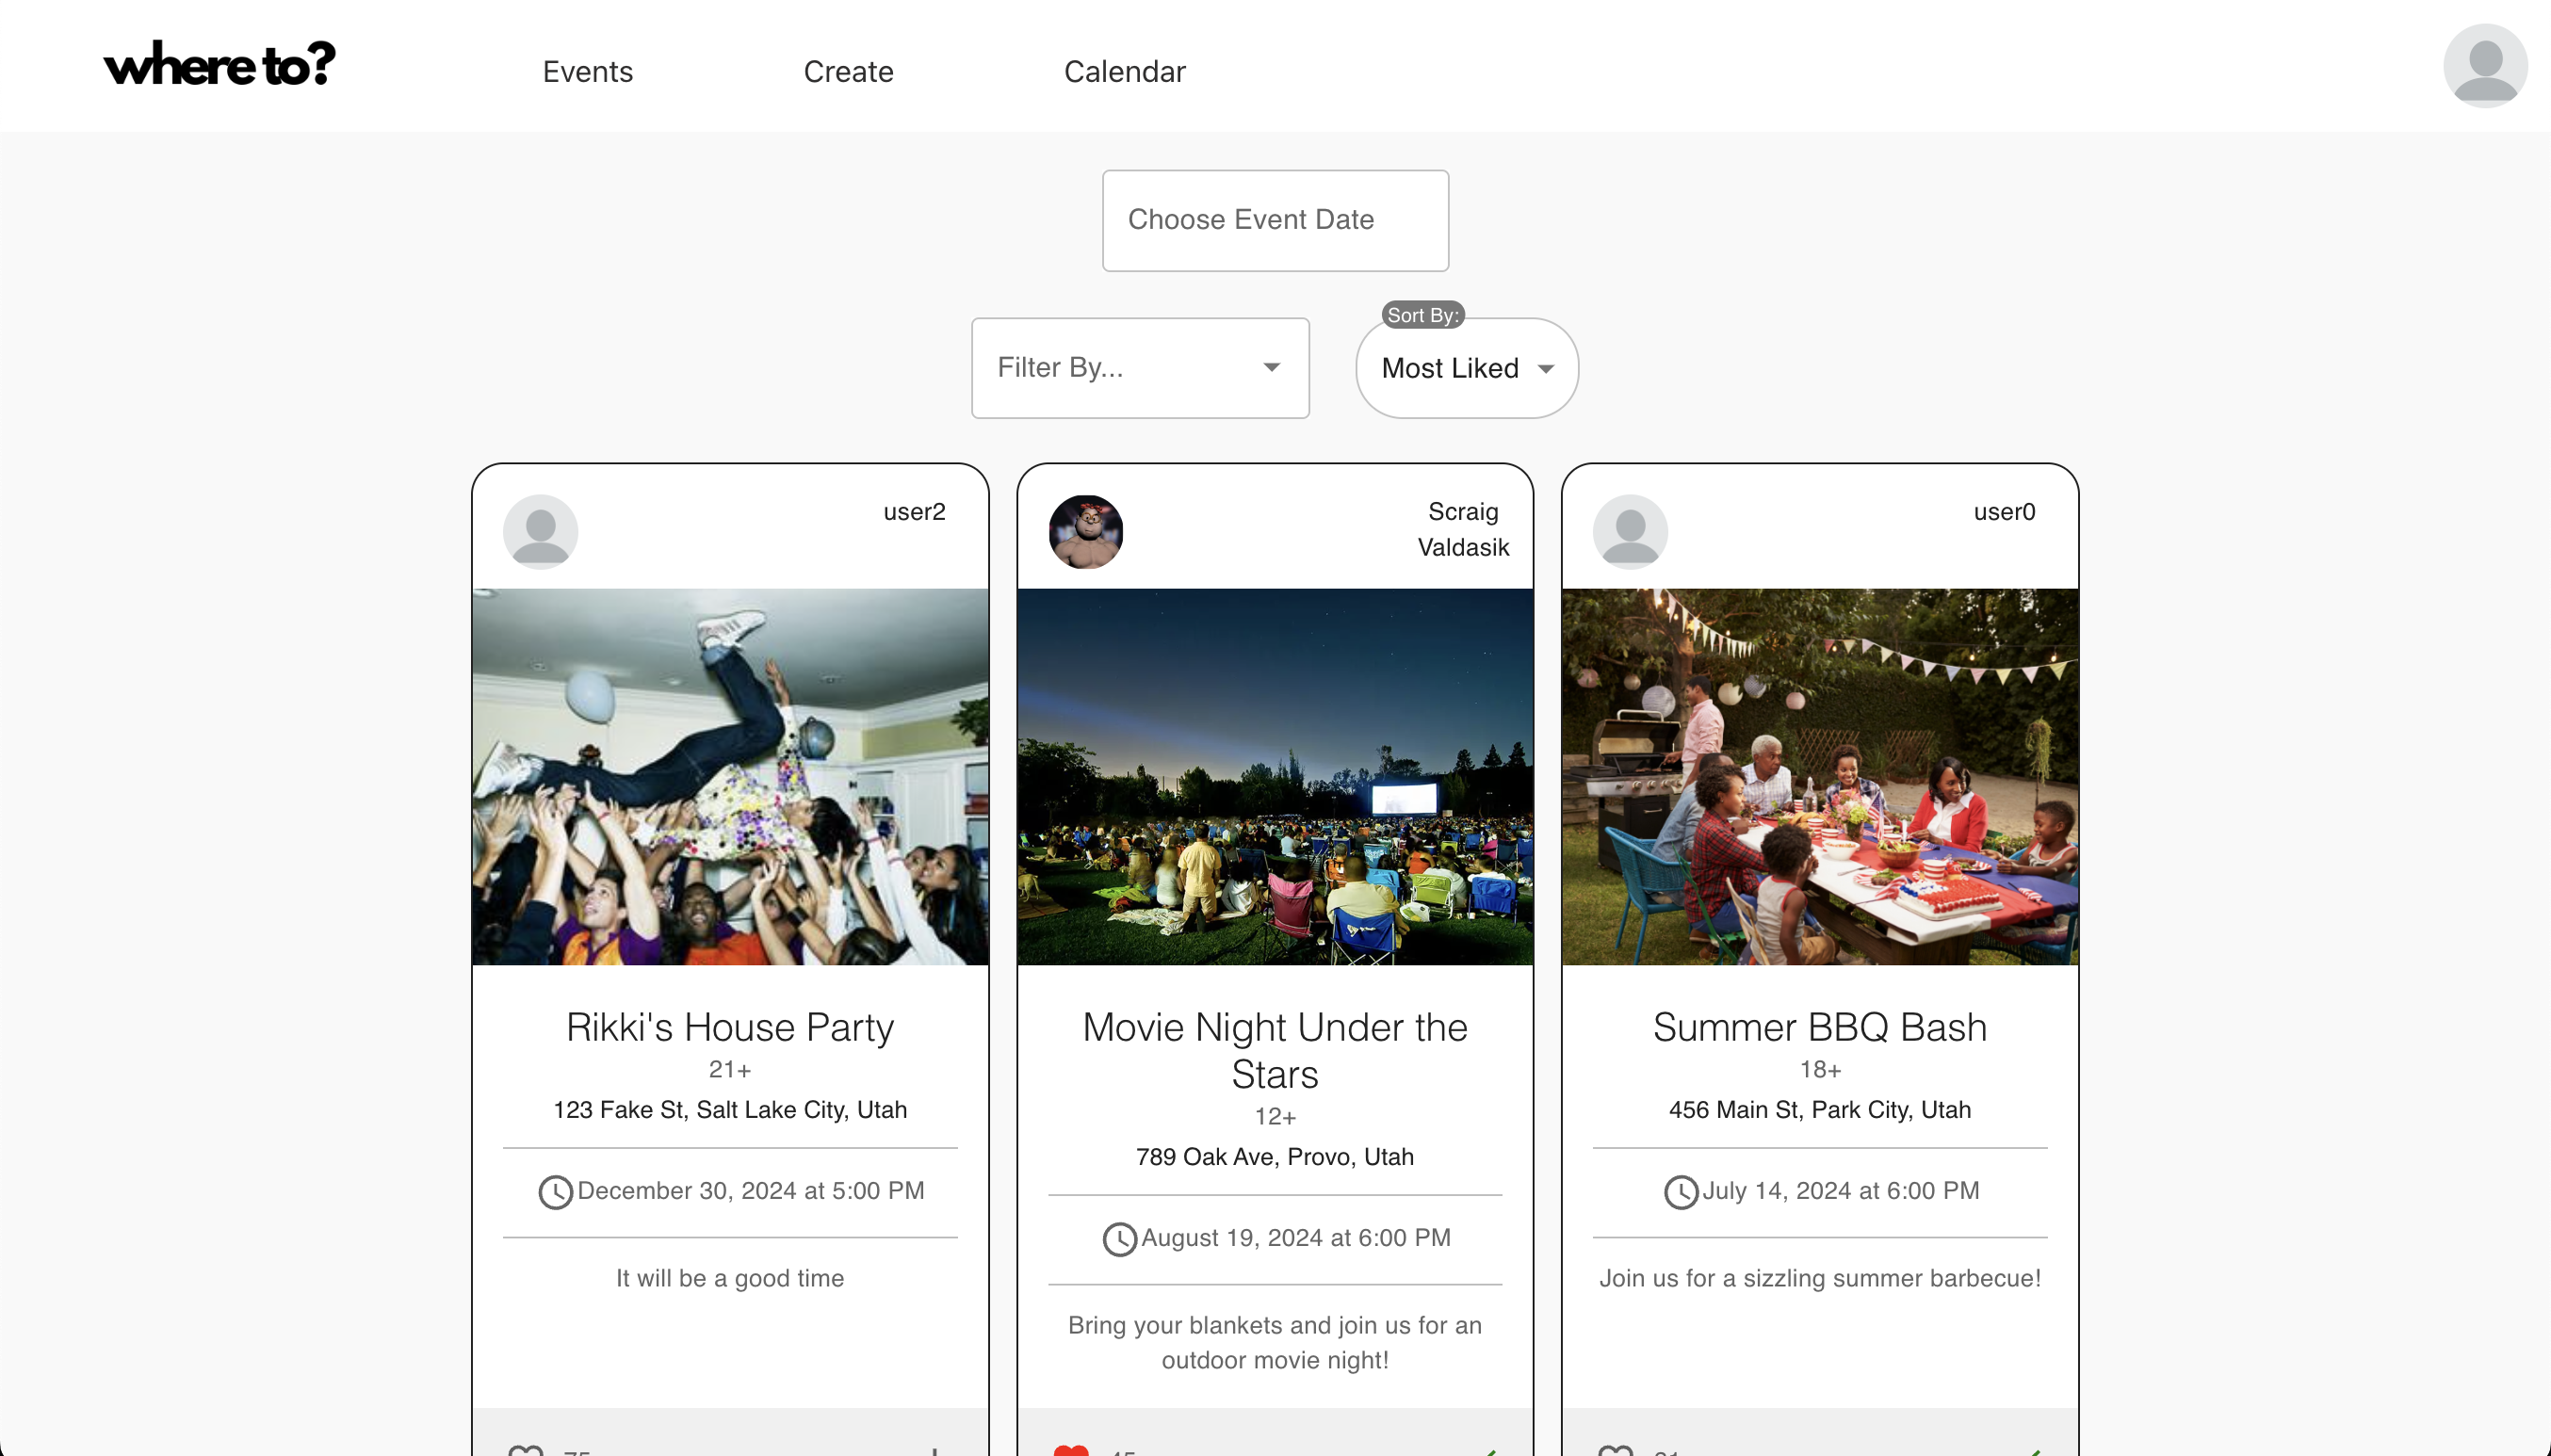 where to?
Events
Create
Calendar
Choose Event Date
Filter By...
Sort By:
Most Liked
user2
Scraig
Valdasik
user0
Rikki's House Party
21+
123 Fake St, Salt Lake City, Utah
December 30, 2024 at 5:00 PM
It will be a good time
Movie Night Under the
Stars
12+
789 Oak Ave, Provo, Utah
August 19, 2024 at 6:00 PM
Bring your blankets and join us for an
outdoor movie night!
Summer BBQ Bash
18+
456 Main St, Park City, Utah
July 14, 2024 at 6:00 PM
Join us for a sizzling summer barbecue!